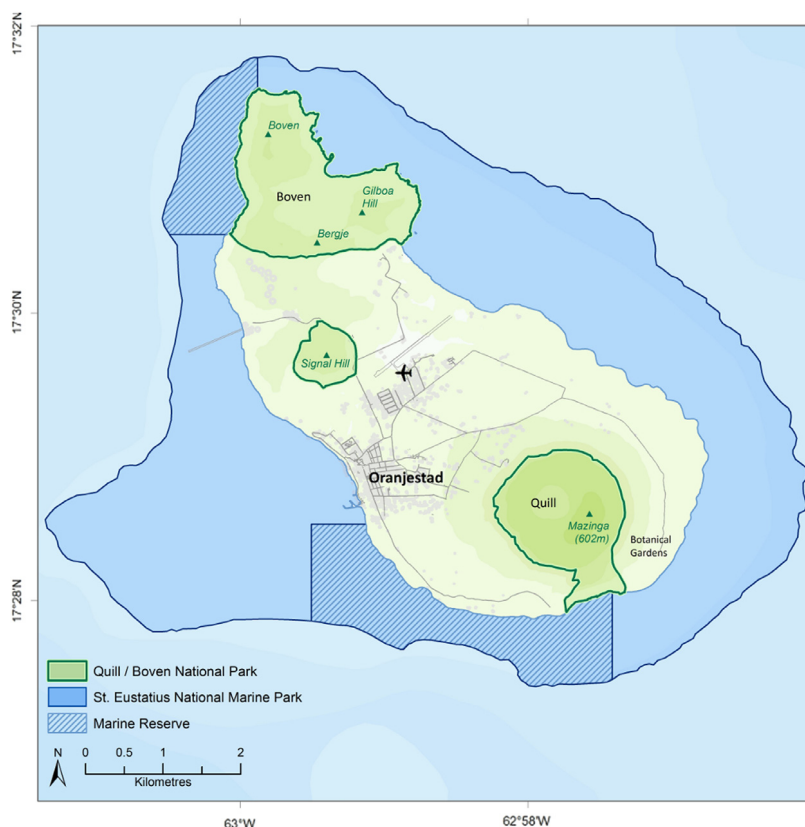 17°32'N
Boven
Gilboa
Hill
Boven
Bergje
17°30'N
Signal Hill
Oranjestad
Quill
Mazinga
(602m)
Botanical
Gardens
17°28'N
Quill / Boven National Park
St. Eustatius National Marine Park
Marine Reserve
N
0 0.5 1 2
Kilometres
63°W
62°58'W